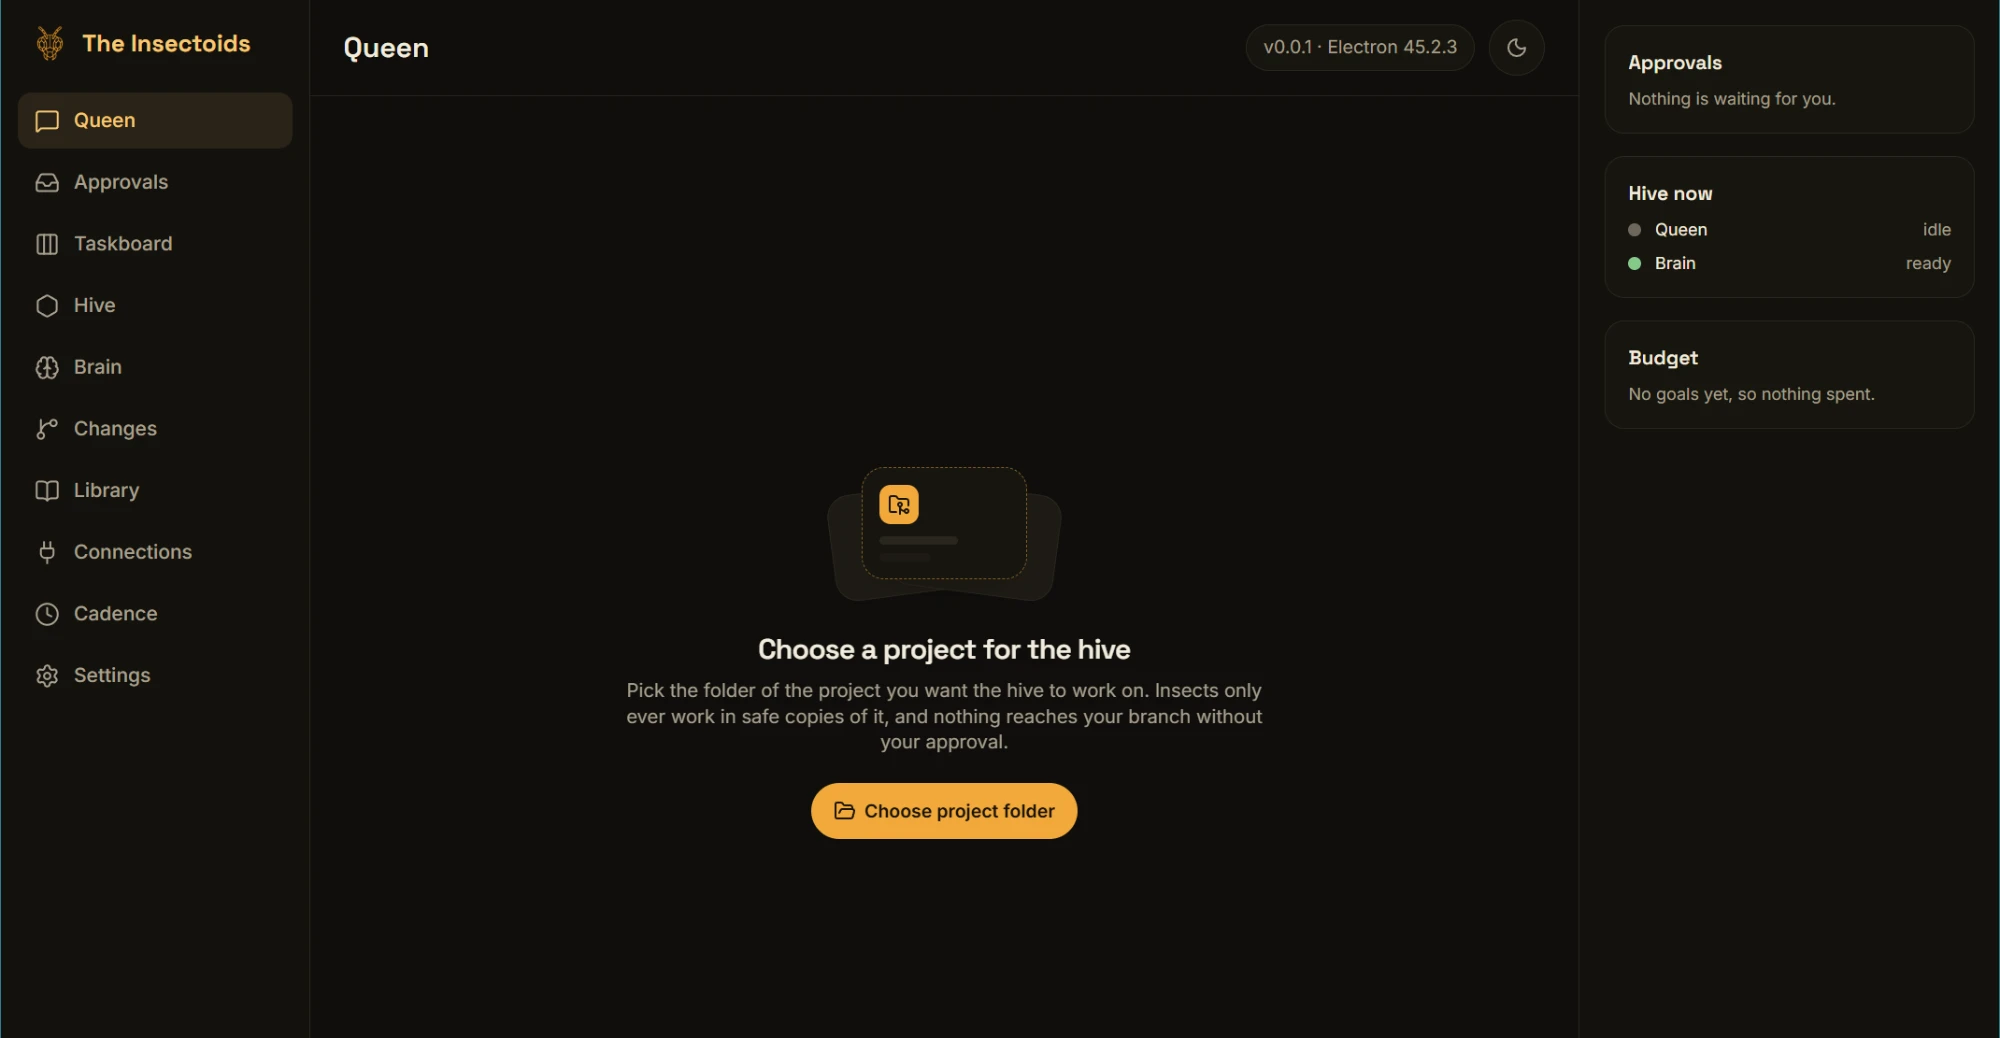 The Insectoids
Queen
Approvals
Taskboard
Hive
Brain
Changes
Library
Connections
Cadence
Settings
Queen
v0.0.1 · Electron 45.2.3
Choose a project for the hive
Pick the folder of the project you want the hive to work on. Insects only
ever work in safe copies of it, and nothing reaches your branch without
your approval.
Choose project folder
Approvals
Nothing is waiting for you.
Hive now
Queen idle
Brain ready
Budget
No goals yet, so nothing spent.